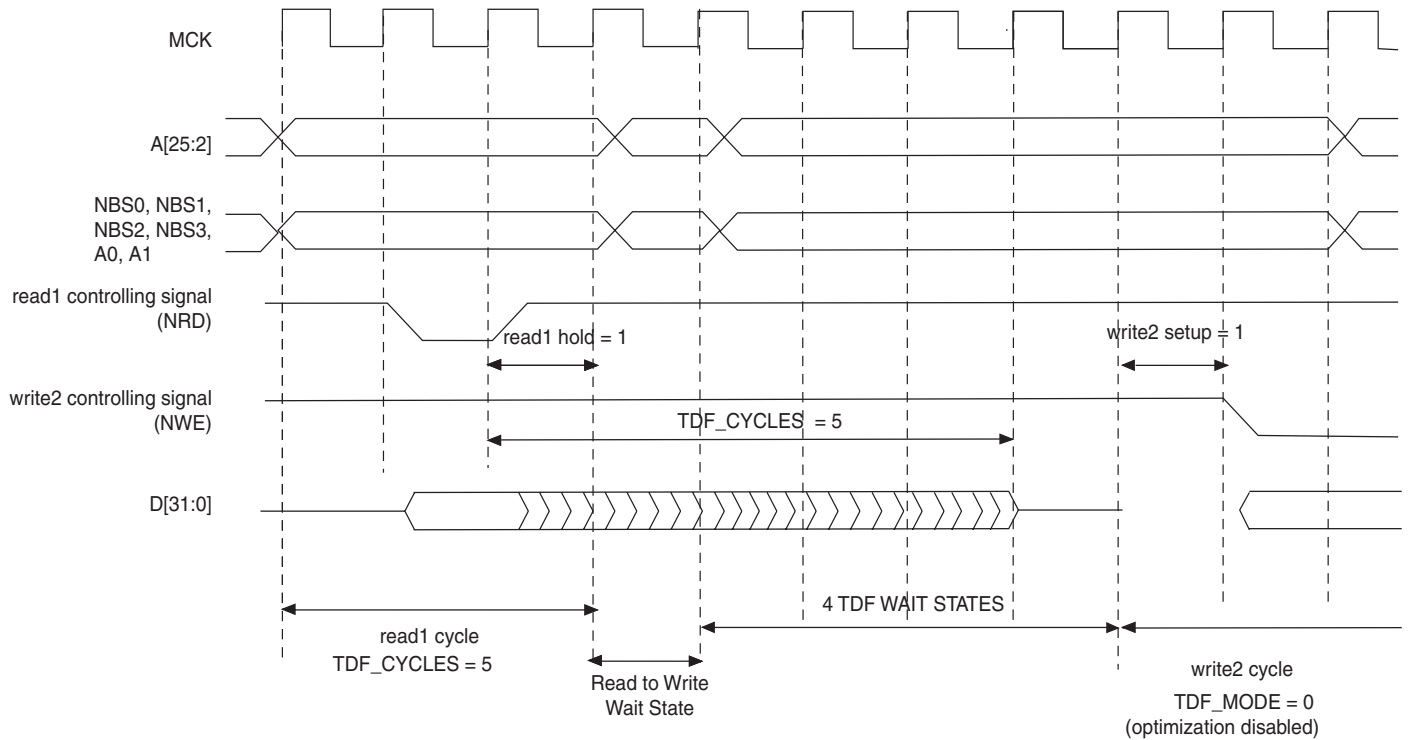 MCK
A[25:2]
NBS0, NBS1,
NBS2, NBS3,
A0, A1
read1 controlling signal
(NRD)
read1 hold = 1
write2 setup = 1
write2 controlling signal
(NWE)
TDF_CYCLES = 5
D[31:0]
4 TDF WAIT STATES
read1 cycle
TDF_CYCLES = 5
Read to Write
Wait State
write2 cycle
TDF_MODE = 0
(optimization disabled)